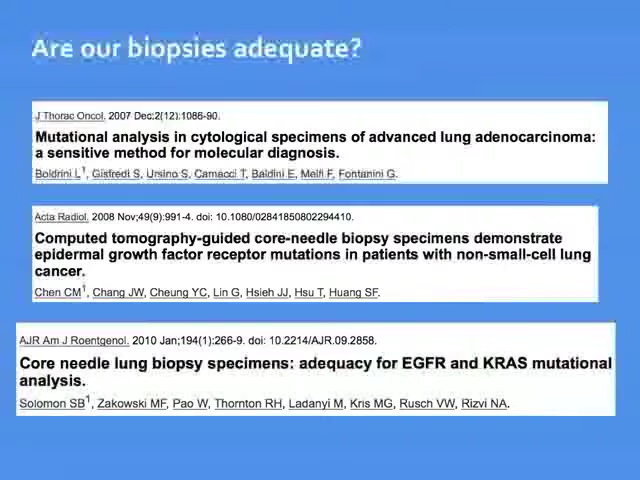 Are our biopsies adequate?
J Thorac Oncol. 2007 Dec;2(12):1086-90.
Mutational analysis in cytological specimens of advanced lung adenocarcinoma:
a sensitive method for molecular diagnosis.
Boldrini L1, Gisfredi S, Ursino S, Camacci T, Baldini E, Melfi F, Fontanini G.
Acta Radiol. 2008 Nov;49(9):991-4. doi: 10.1080/02841850802294410.
Computed tomography-guided core-needle biopsy specimens demonstrate
epidermal growth factor receptor mutations in patients with non-small-cell lung
cancer.
Chen CM1, Chang JW, Cheung YC, Lin G, Hsieh JJ, Hsu T, Huang SF.
AJR Am J Roentgenol. 2010 Jan;194(1):266-9. doi: 10.2214/AJR.09.2858.
Core needle lung biopsy specimens: adequacy for EGFR and KRAS mutational
analysis.
Solomon SB1, Zakowski MF, Pao W, Thornton RH, Ladanyi M, Kris MG, Rusch VW, Rizvi NA.